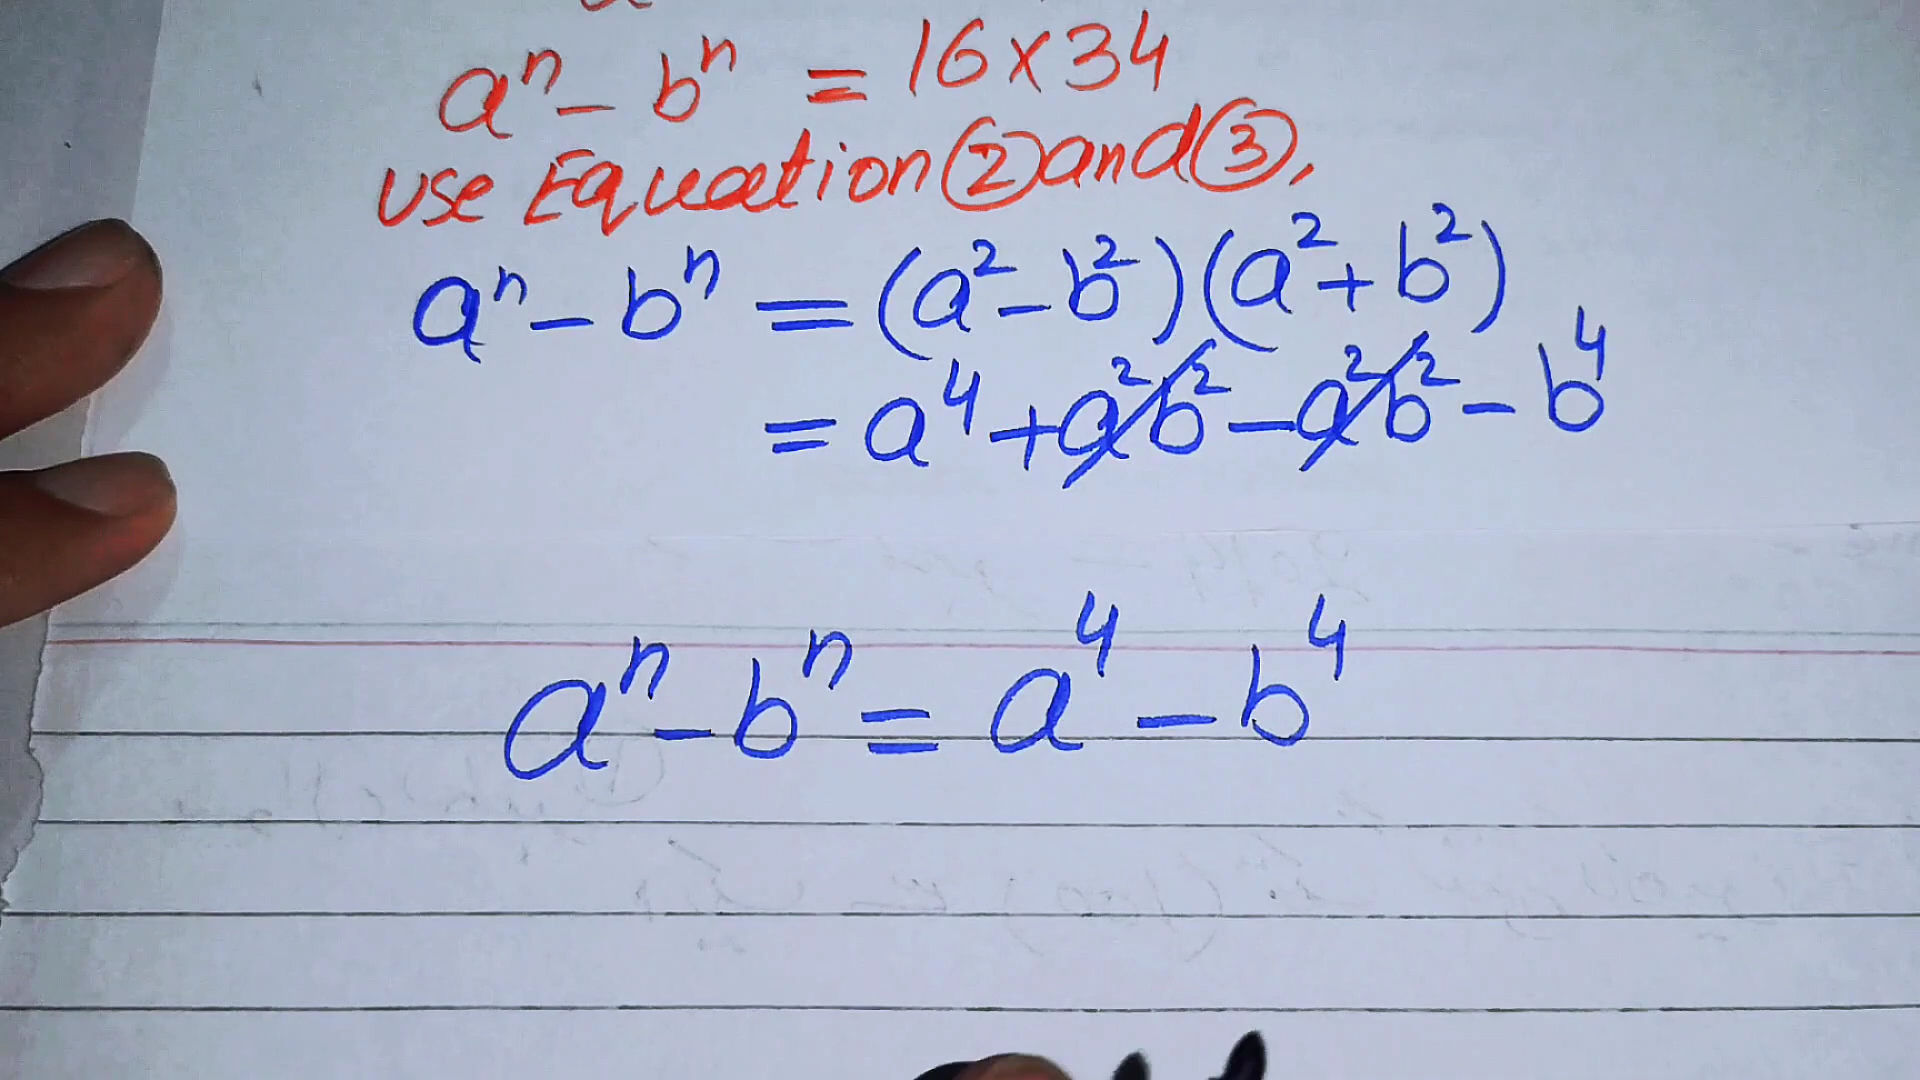 aⁿ - bⁿ = 16×34
use Equation ② and ③,
aⁿ - bⁿ = (a² - b²)(a² + b²)
= a⁴ + a²b² - a²b² - b⁴
aⁿ - bⁿ = a⁴ - b⁴